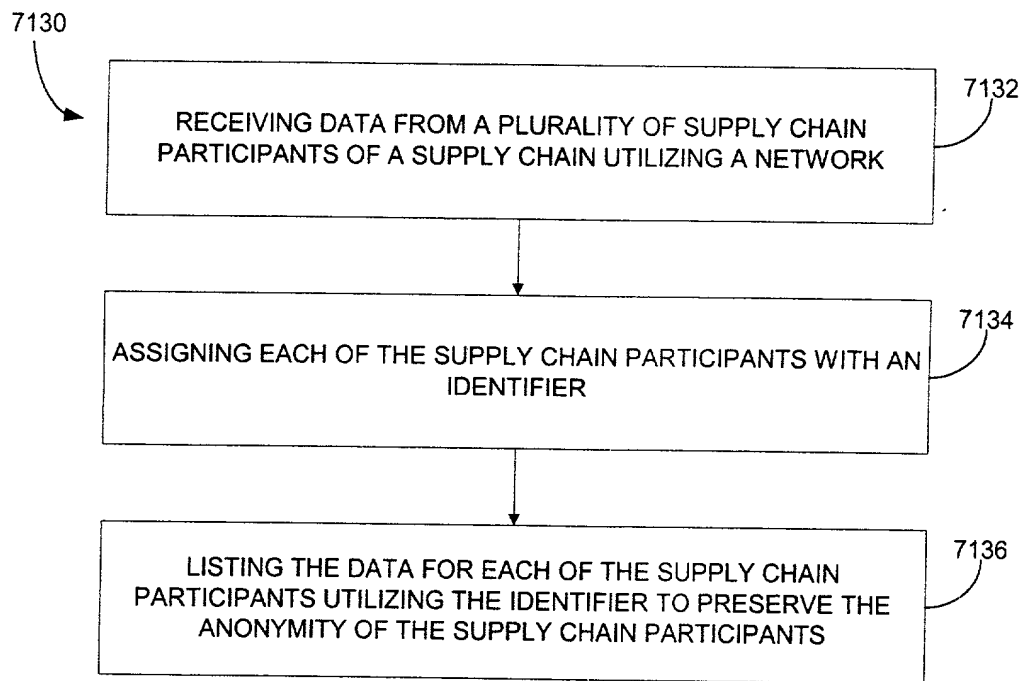 7130
7132
RECEIVING DATA FROM A PLURALITY OF SUPPLY CHAIN
PARTICIPANTS OF A SUPPLY CHAIN UTILIZING A NETWORK
7134
ASSIGNING EACH OF THE SUPPLY CHAIN PARTICIPANTS WITH AN
IDENTIFIER
7136
LISTING THE DATA FOR EACH OF THE SUPPLY CHAIN
PARTICIPANTS UTILIZING THE IDENTIFIER TO PRESERVE THE
ANONYMITY OF THE SUPPLY CHAIN PARTICIPANTS